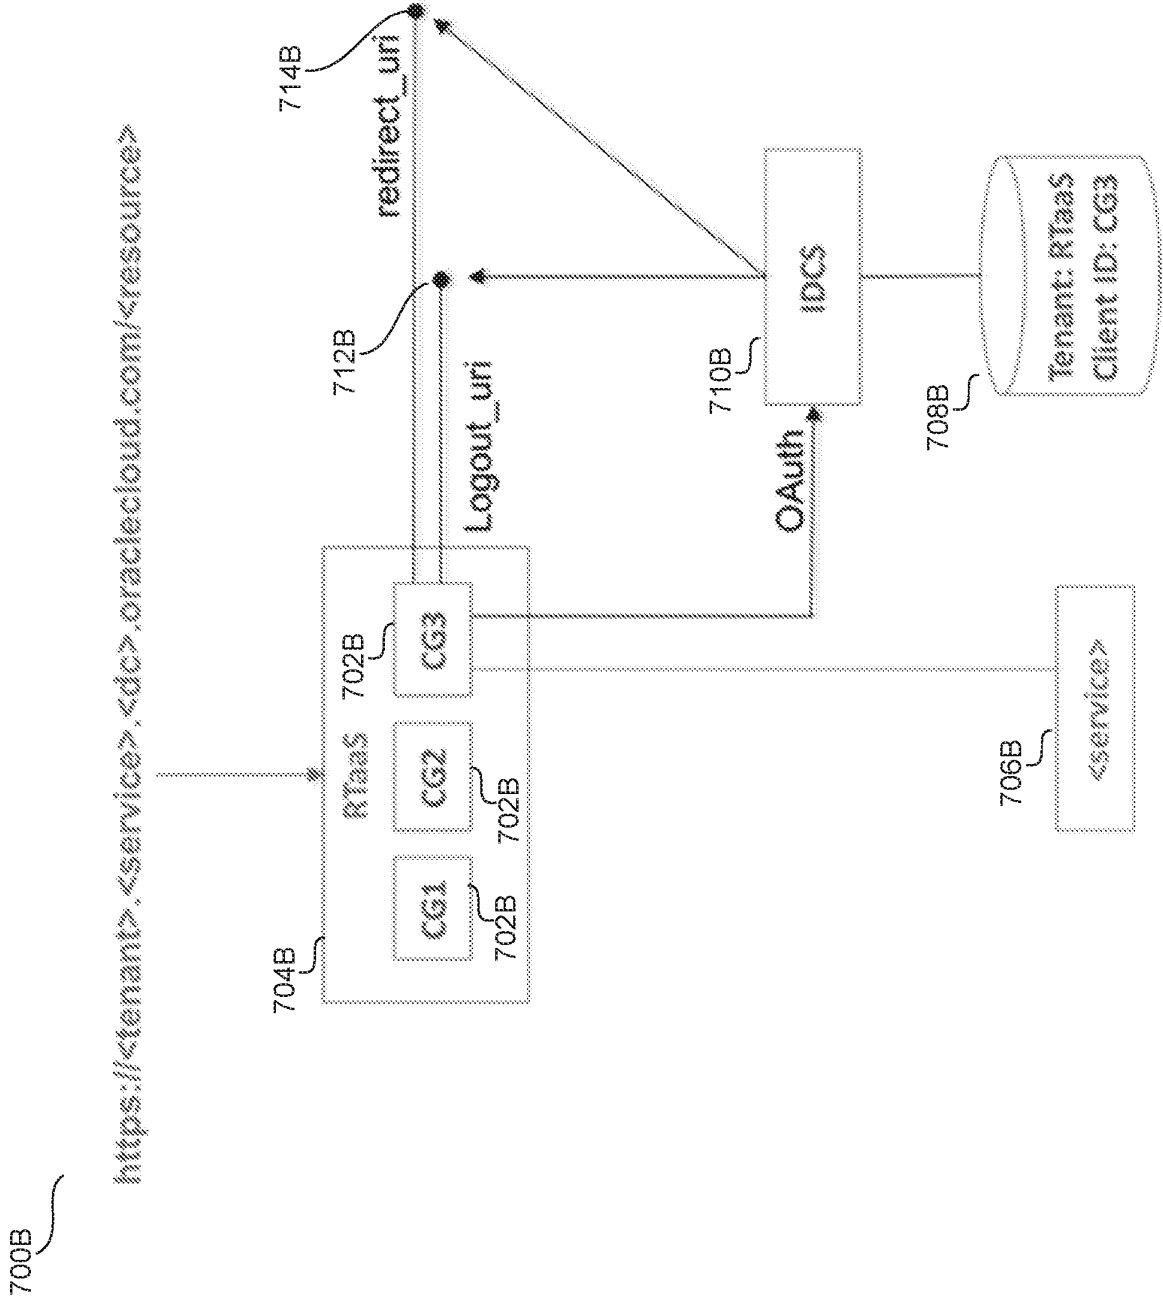 700B
https://<tenant>.<service>.<dc>.oraclecloud.com/<resource>
704B
RTaaS
702B
CG1
CG2
CG3
702B
702B
714B
redirect_uri
712B
Logout_uri
OAuth
710B
IDCS
706B
<service>
708B
Tenant: RTaaS
Client ID: CG3